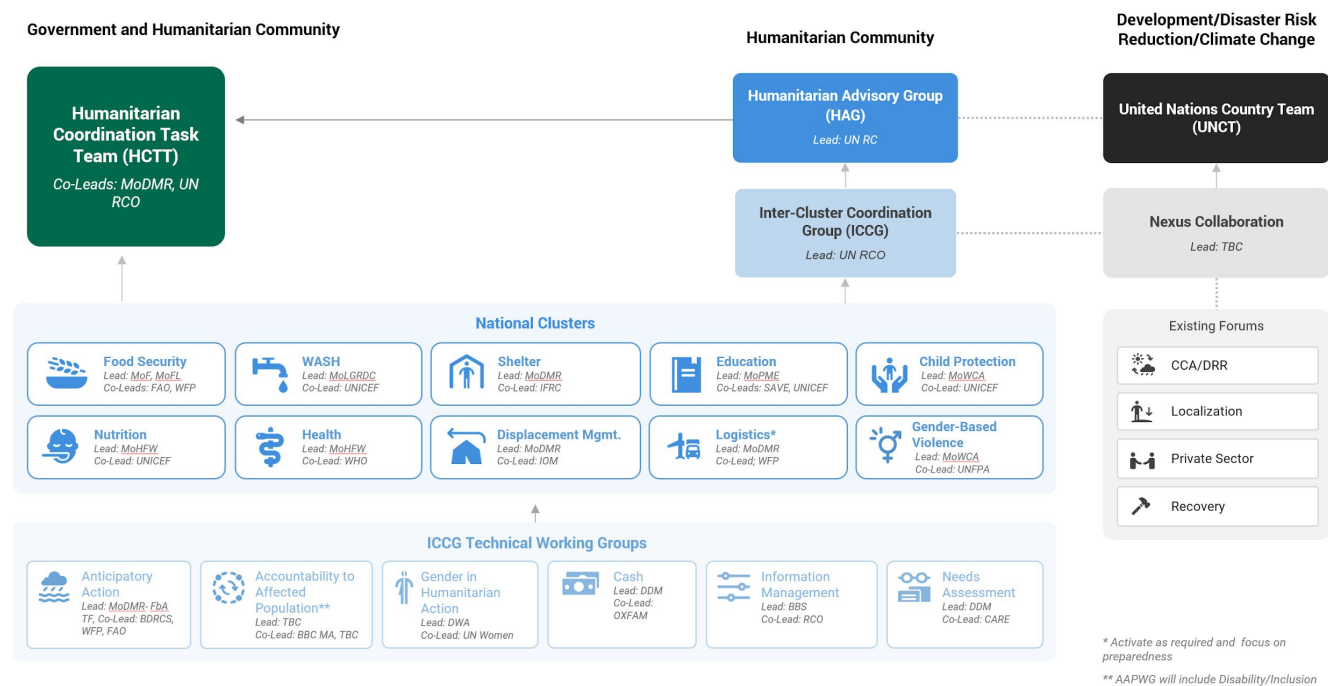 Government and Humanitarian Community
Humanitarian Community
Development/Disaster Risk
Reduction/Climate Change
Humanitarian
Coordination Task
Team (HCTT)
Co-Leads: MoDMR, UN
RCO
Humanitarian Advisory Group
(HAG)
Lead: UN RC
United Nations Country Team
(UNCT)
Inter-Cluster Coordination
Group (ICCG)
Lead: UN RCO
Nexus Collaboration
Lead: TBC
National Clusters
Food Security
Lead: MoF, MoFL
Co-Leads: FAO, WFP
WASH
Lead: MoLGRDC
Co-Lead: UNICEF
Shelter
Lead: MoDMR
Co-Lead: IFRC
Education
Lead: MoPME
Co-Leads: SAVE, UNICEF
Child Protection
Lead: MoWCA
Co-Lead: UNICEF
Nutrition
Lead: MoHFW
Co-Lead: UNICEF
Health
Lead: MoHFW
Co-Lead: WHO
Displacement Mgmt.
Lead: MoDMR
Co-Lead: IOM
Logistics*
Lead: MoDMR
Co-Lead; WFP
Gender-Based
Violence
Lead: MoWCA
Co-Lead: UNFPA
Existing Forums
CCA/DRR
Localization
Private Sector
Recovery
ICCG Technical Working Groups
Anticipatory
Action
Lead: MoDMR- FbA
TF, Co-Lead: BDRCS,
WFP, FAO
Accountability to
Affected
Population**
Lead: TBC
Co-Lead: BBC MA, TBC
Gender in
Humanitarian
Action
Lead: DWA
Co-Lead: UN Women
Cash
Lead: DDM
Co-Lead:
OXFAM
Information
Management
Lead: BBS
Co-Lead: RCO
Needs
Assessment
Lead: DDM
Co-Lead: CARE
* Activate as required and focus on
preparedness
** AAPWG will include Disability/Inclusion